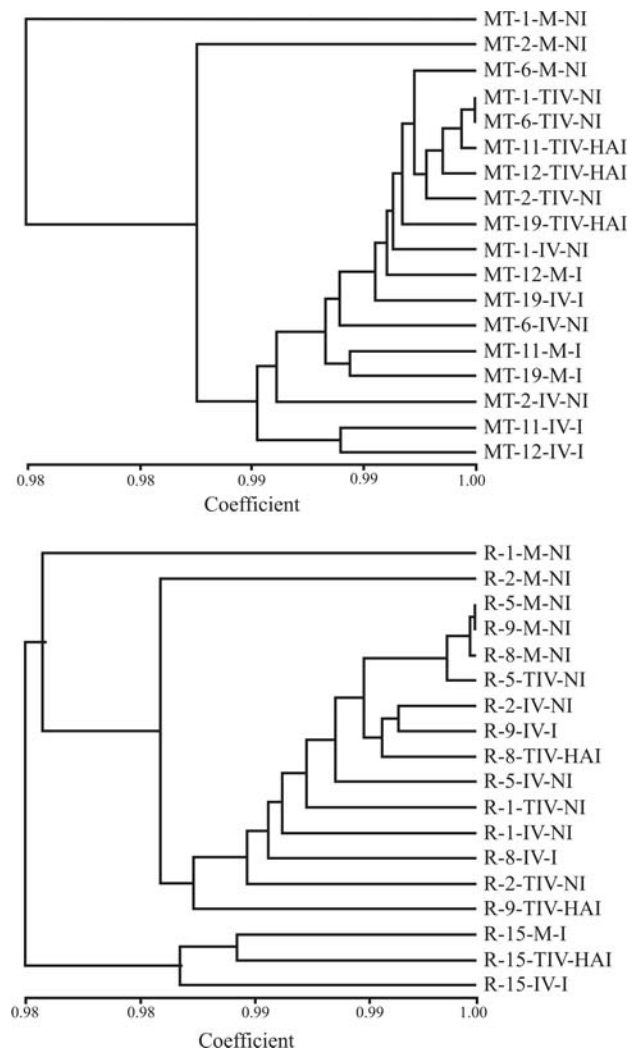 MT-1-M-NI
MT-2-M-NI
MT-6-M-NI
MT-1-TIV-NI
MT-6-TIV-NI
MT-11-TIV-HAI
MT-12-TIV-HAI
MT-2-TIV-NI
MT-19-TIV-HAI
MT-1-IV-NI
MT-12-M-I
MT-19-IV-I
MT-6-IV-NI
MT-11-M-I
MT-19-M-I
MT-2-IV-NI
MT-11-IV-I
MT-12-IV-I
0.98 0.98 0.99 0.99 1.00
Coefficient
R-1-M-NI
R-2-M-NI
R-5-M-NI
R-9-M-NI
R-8-M-NI
R-5-TIV-NI
R-2-IV-NI
R-9-IV-I
R-8-TIV-HAI
R-5-IV-NI
R-1-TIV-NI
R-1-IV-NI
R-8-IV-I
R-2-TIV-NI
R-9-TIV-HAI
R-15-M-I
R-15-TIV-HAI
R-15-IV-I
0.98 0.98 0.99 0.99 1.00
Coefficient